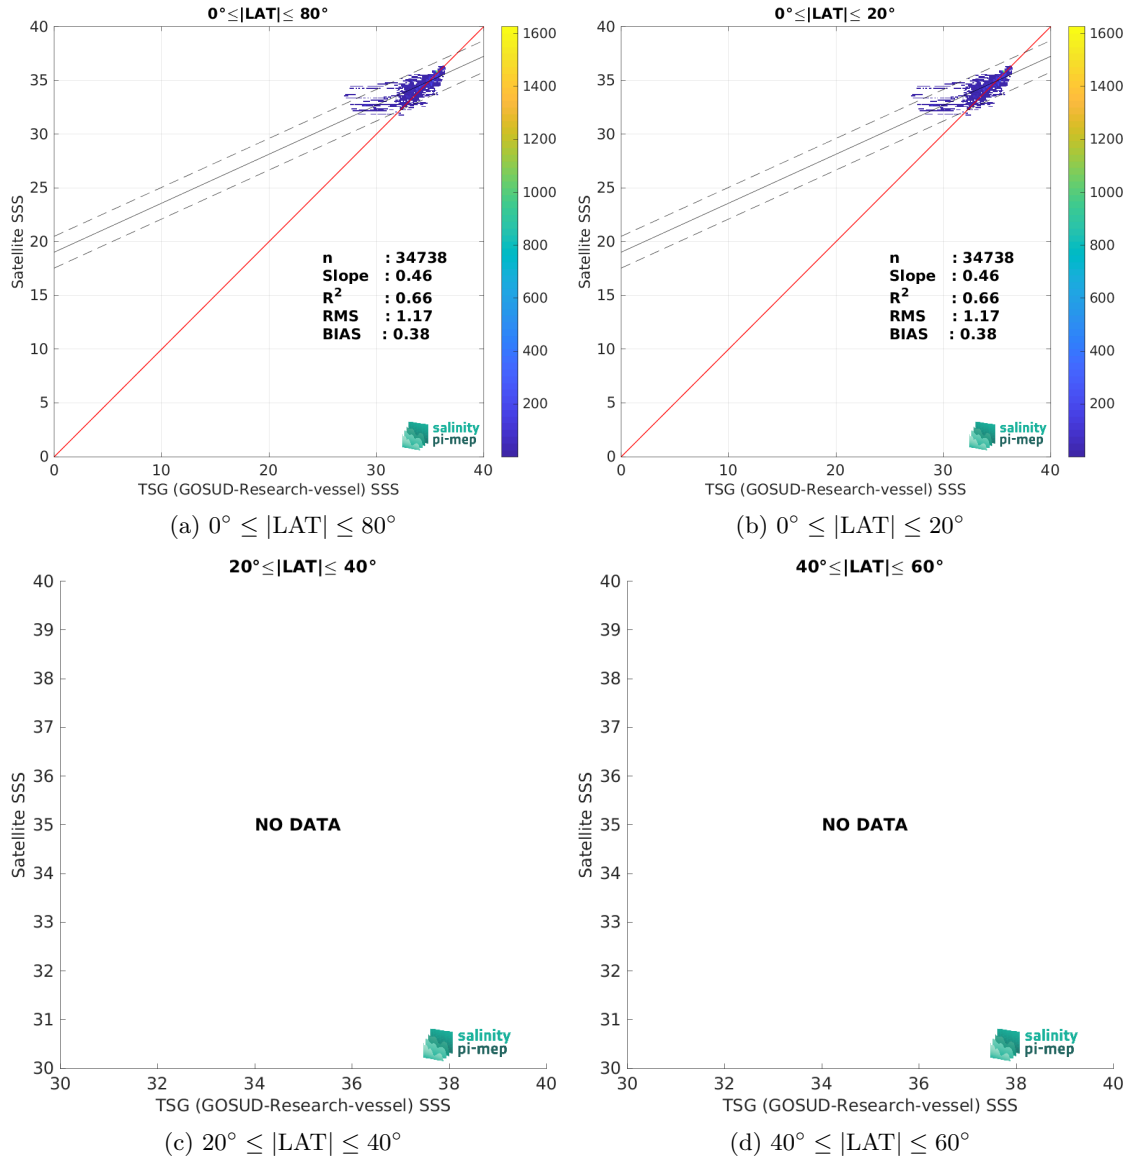 0°≤|LAT|≤ 80°
40
35
30
25
20
15
10
5
0
Satellite SSS
n : 34738
Slope : 0.46
R² : 0.66
RMS : 1.17
BIAS : 0.38
salinity
pi-mep
0 10 20 30 40
TSG (GOSUD-Research-vessel) SSS
1600
1400
1200
1000
800
600
400
200
(a) 0° ≤ |LAT| ≤ 80°
0°≤|LAT|≤ 20°
40
35
30
25
20
15
10
5
0
Satellite SSS
n : 34738
Slope : 0.46
R² : 0.66
RMS : 1.17
BIAS : 0.38
salinity
pi-mep
0 10 20 30 40
TSG (GOSUD-Research-vessel) SSS
1600
1400
1200
1000
800
600
400
200
(b) 0° ≤ |LAT| ≤ 20°
20°≤|LAT|≤ 40°
40
39
38
37
36
35
34
33
32
31
30
Satellite SSS
NO DATA
salinity
pi-mep
30 32 34 36 38 40
TSG (GOSUD-Research-vessel) SSS
(c) 20° ≤ |LAT| ≤ 40°
40°≤|LAT|≤ 60°
40
39
38
37
36
35
34
33
32
31
30
Satellite SSS
NO DATA
salinity
pi-mep
30 32 34 36 38 40
TSG (GOSUD-Research-vessel) SSS
(d) 40° ≤ |LAT| ≤ 60°